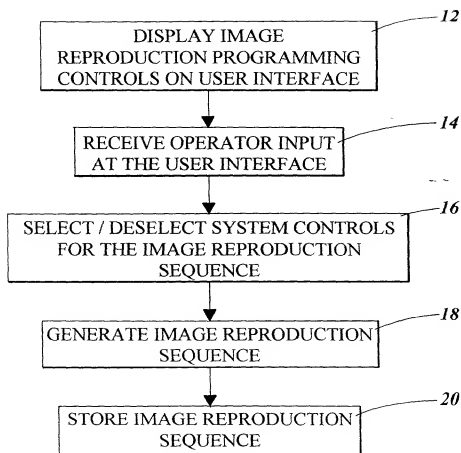 12
DISPLAY IMAGE
REPRODUCTION PROGRAMMING
CONTROLS ON USER INTERFACE
14
RECEIVE OPERATOR INPUT
AT THE USER INTERFACE
16
SELECT / DESELECT SYSTEM CONTROLS
FOR THE IMAGE REPRODUCTION
SEQUENCE
18
GENERATE IMAGE REPRODUCTION
SEQUENCE
20
STORE IMAGE REPRODUCTION
SEQUENCE